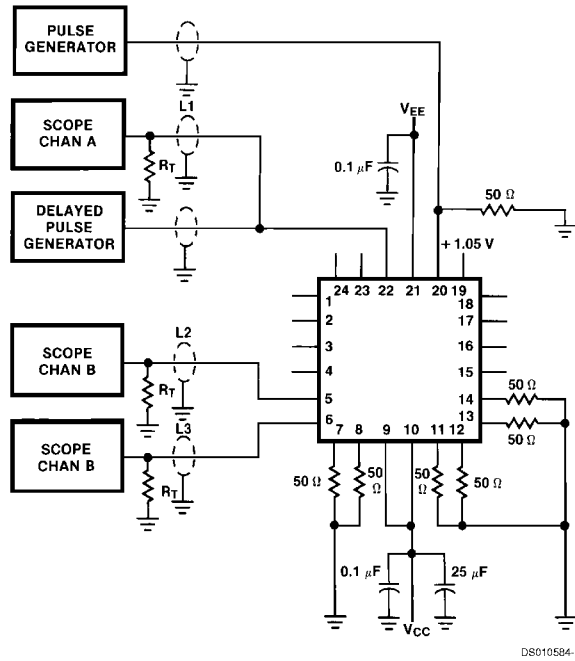 PULSE
GENERATOR
SCOPE
CHAN A
L1
R_T
DELAYED
PULSE
GENERATOR
V_EE
0.1 μF
50 Ω
+ 1.05 V
24 23 22 21 20 19
1
2
3
4
5
6
18
17
16
15
14
13
7 8 9 10 11 12
SCOPE
CHAN B
L2
R_T
SCOPE
CHAN B
L3
R_T
50 Ω
50 Ω
50 Ω
50
Ω
50
Ω
50 Ω
0.1 μF
25 μF
V_CC
DS010584-